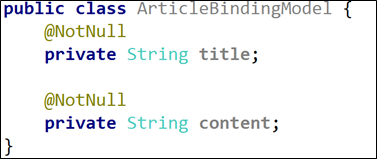 public class ArticleBindingModel {
    @NotNull
    private String title;

    @NotNull
    private String content;
}